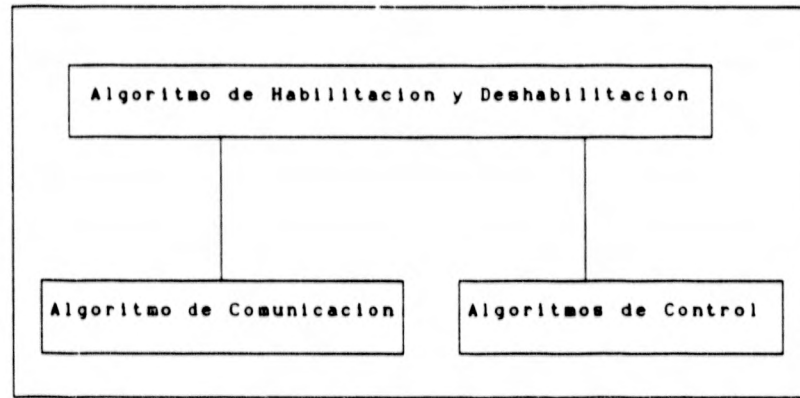 Algoritmo de Habilitacion y Deshabilitacion
Algoritmo de Comunicacion
Algoritmos de Control